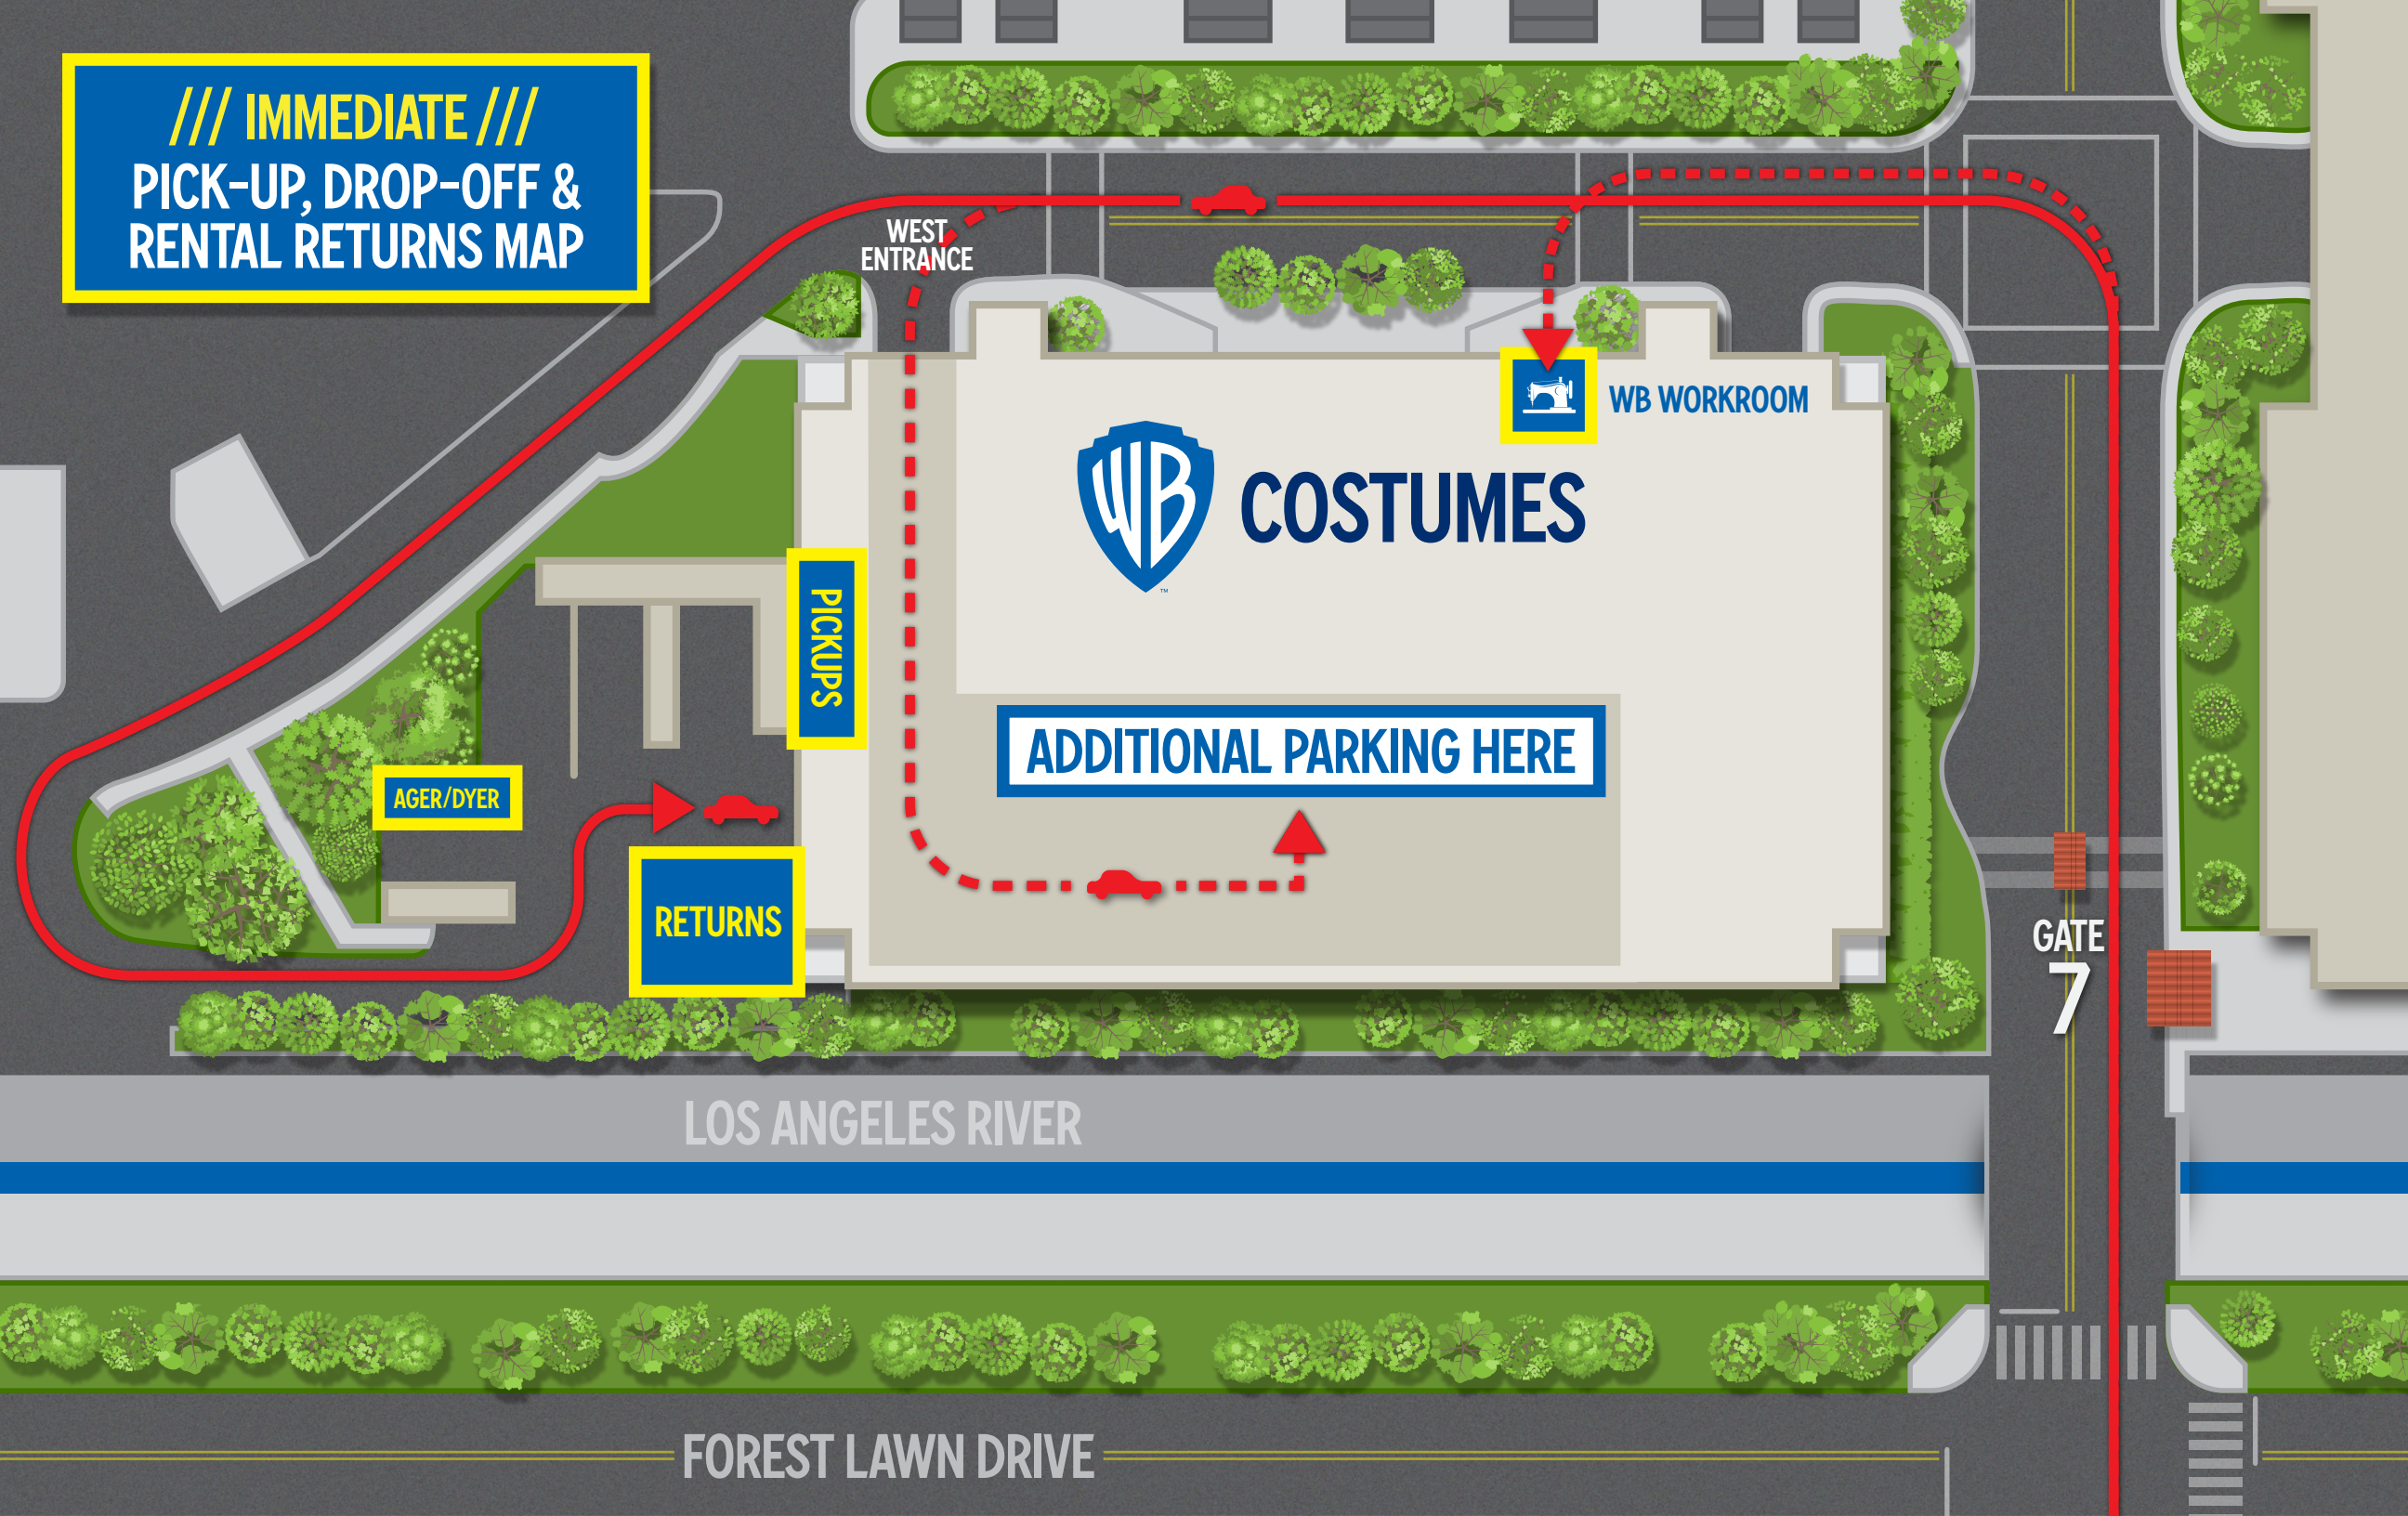 /// IMMEDIATE ///
PICK-UP, DROP-OFF &
RENTAL RETURNS MAP
WEST
ENTRANCE
WB WORKROOM
WB
™
COSTUMES
PICKUPS
ADDITIONAL PARKING HERE
AGER/DYER
RETURNS
GATE
7
LOS ANGELES RIVER
FOREST LAWN DRIVE